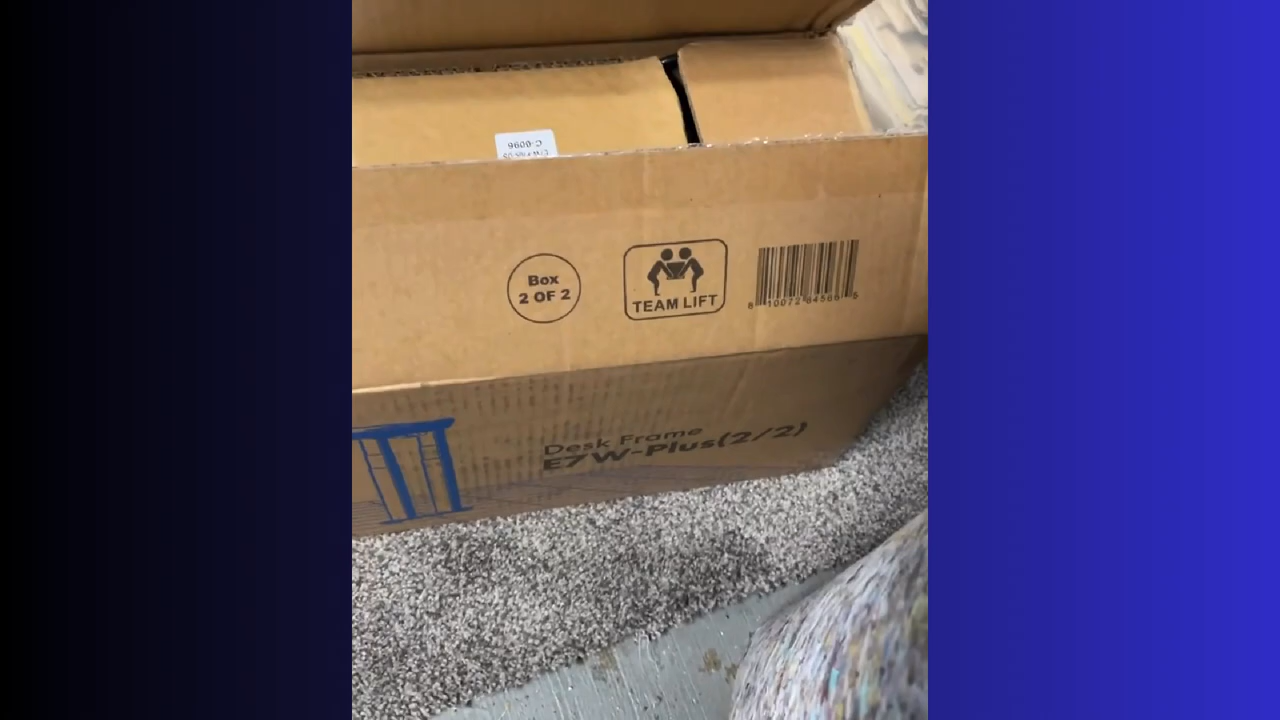 C-0096
Box
2 OF 2
TEAM LIFT
Desk Frame
E7W-Plus(2/2)